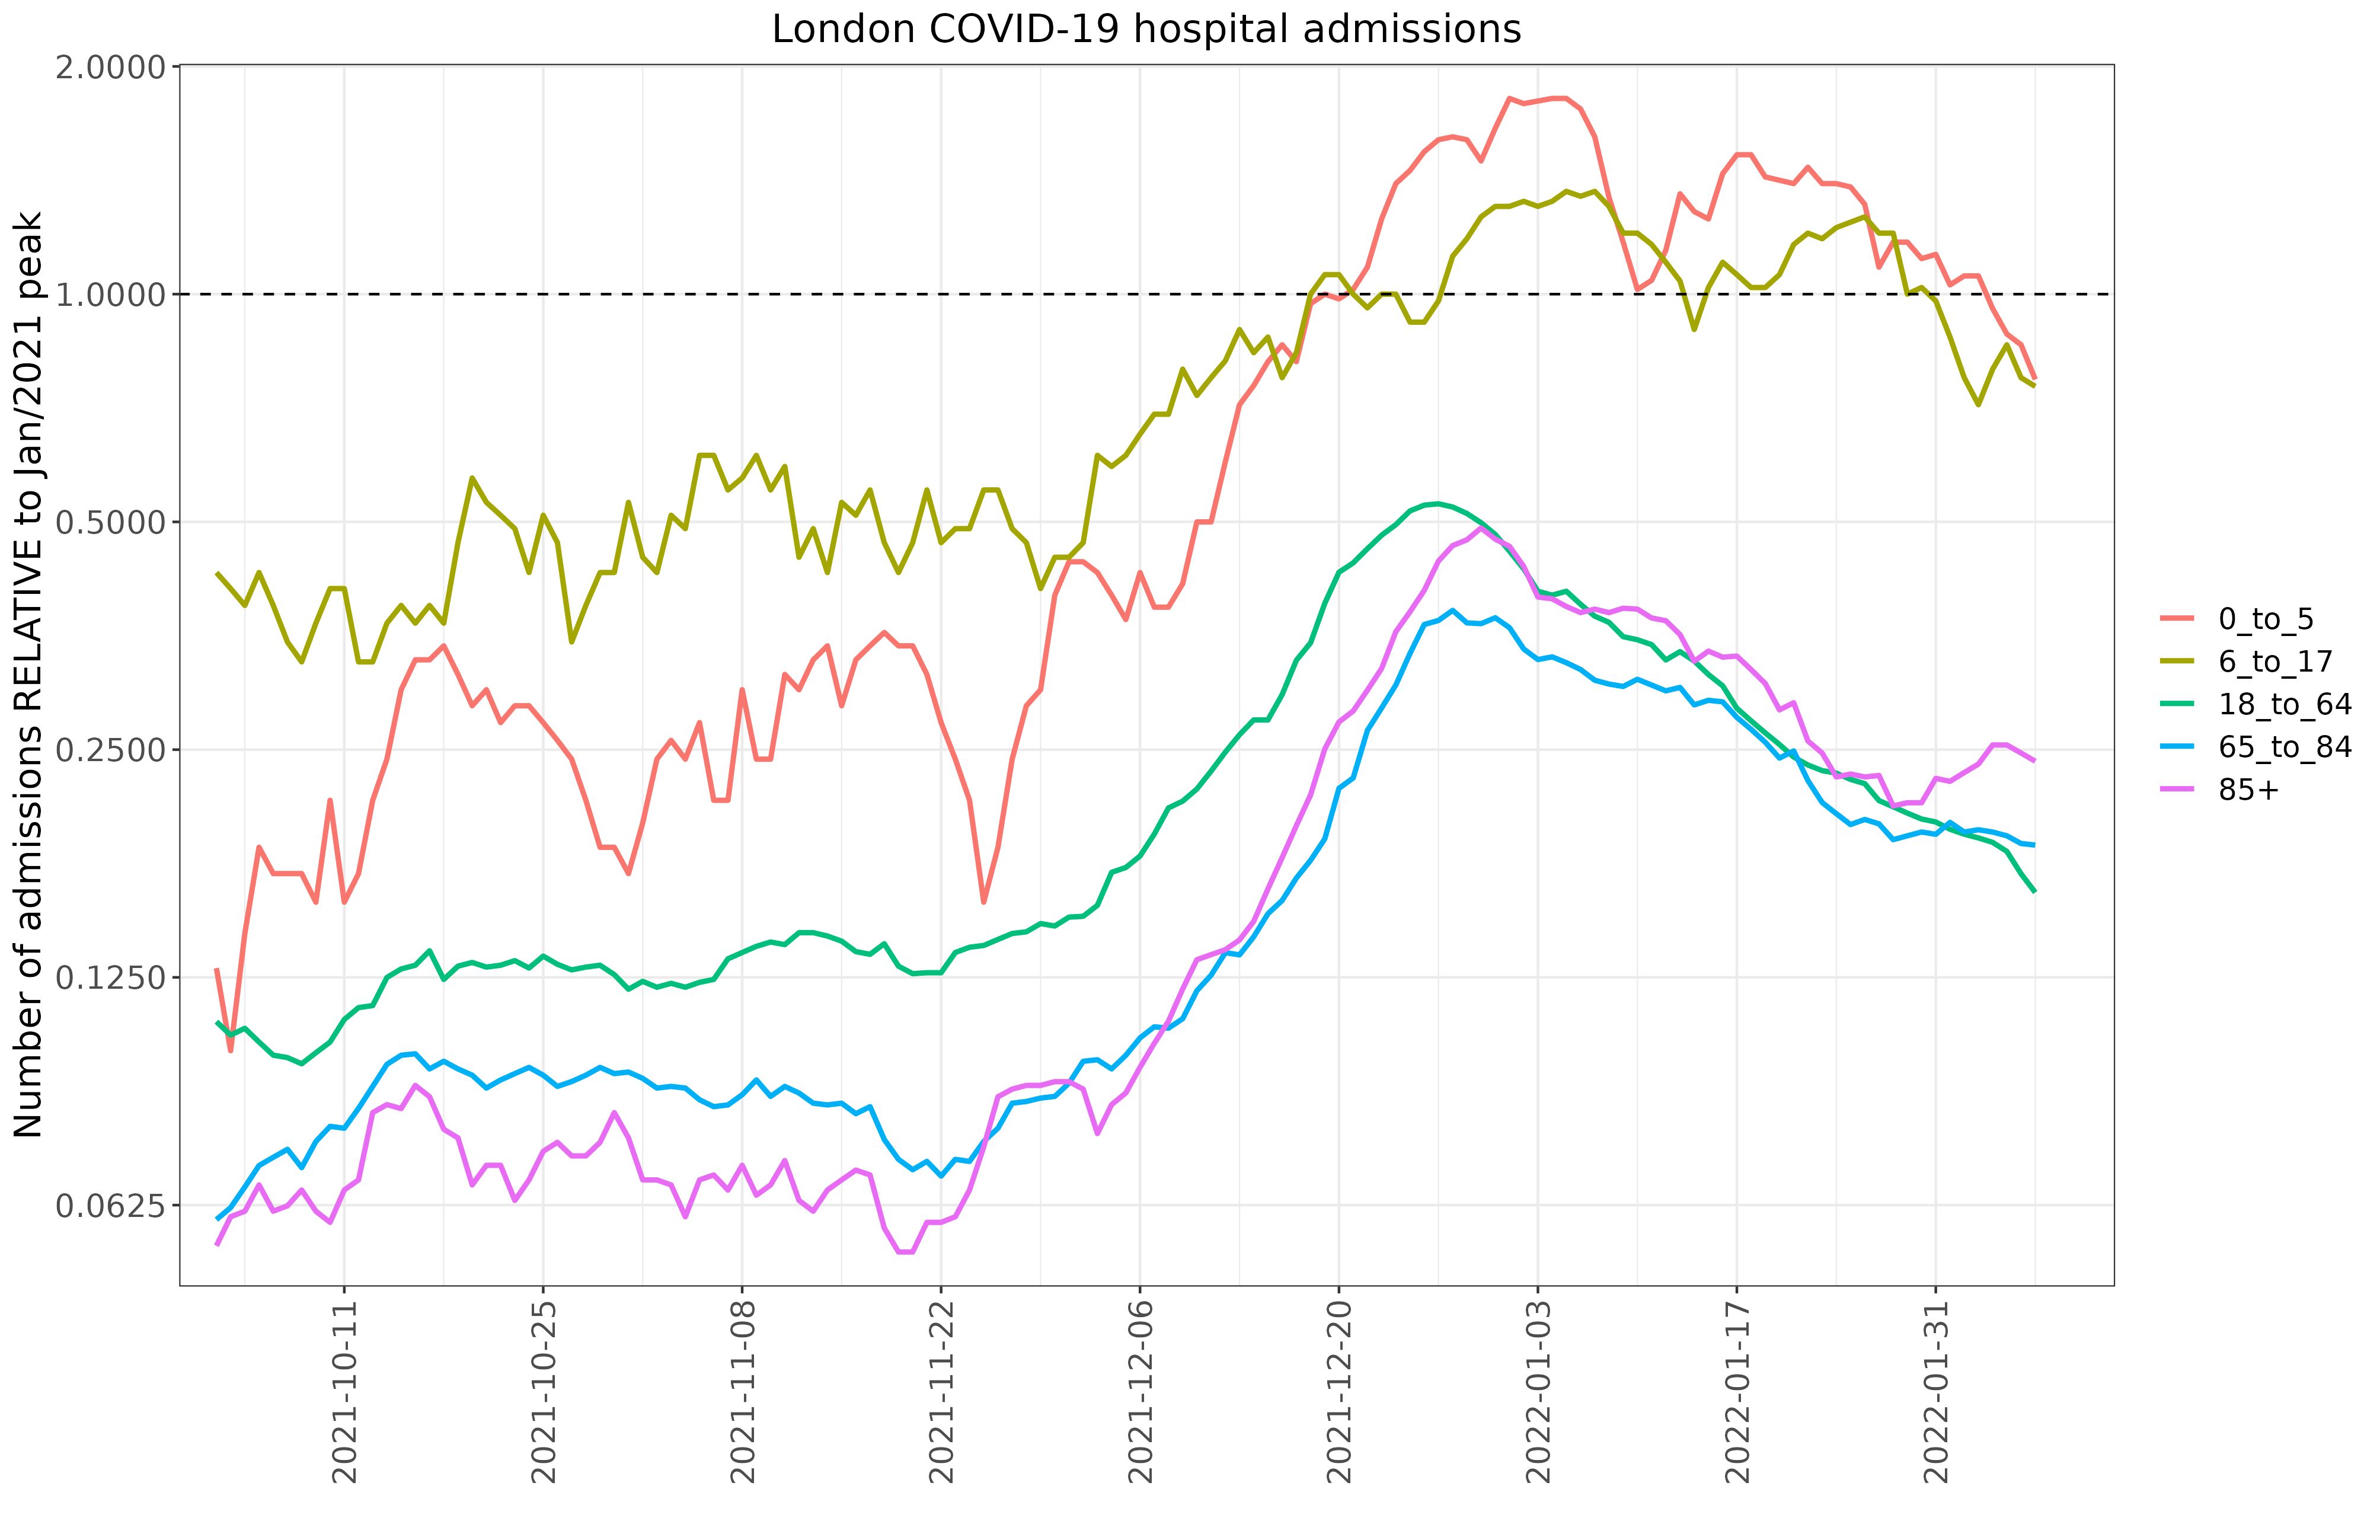 London COVID-19 hospital admissions
Number of admissions RELATIVE to Jan/2021 peak
2.0000
1.0000
0.5000
0.2500
0.1250
0.0625
2021-10-11
2021-10-25
2021-11-08
2021-11-22
2021-12-06
2021-12-20
2022-01-03
2022-01-17
2022-01-31
0_to_5
6_to_17
18_to_64
65_to_84
85+